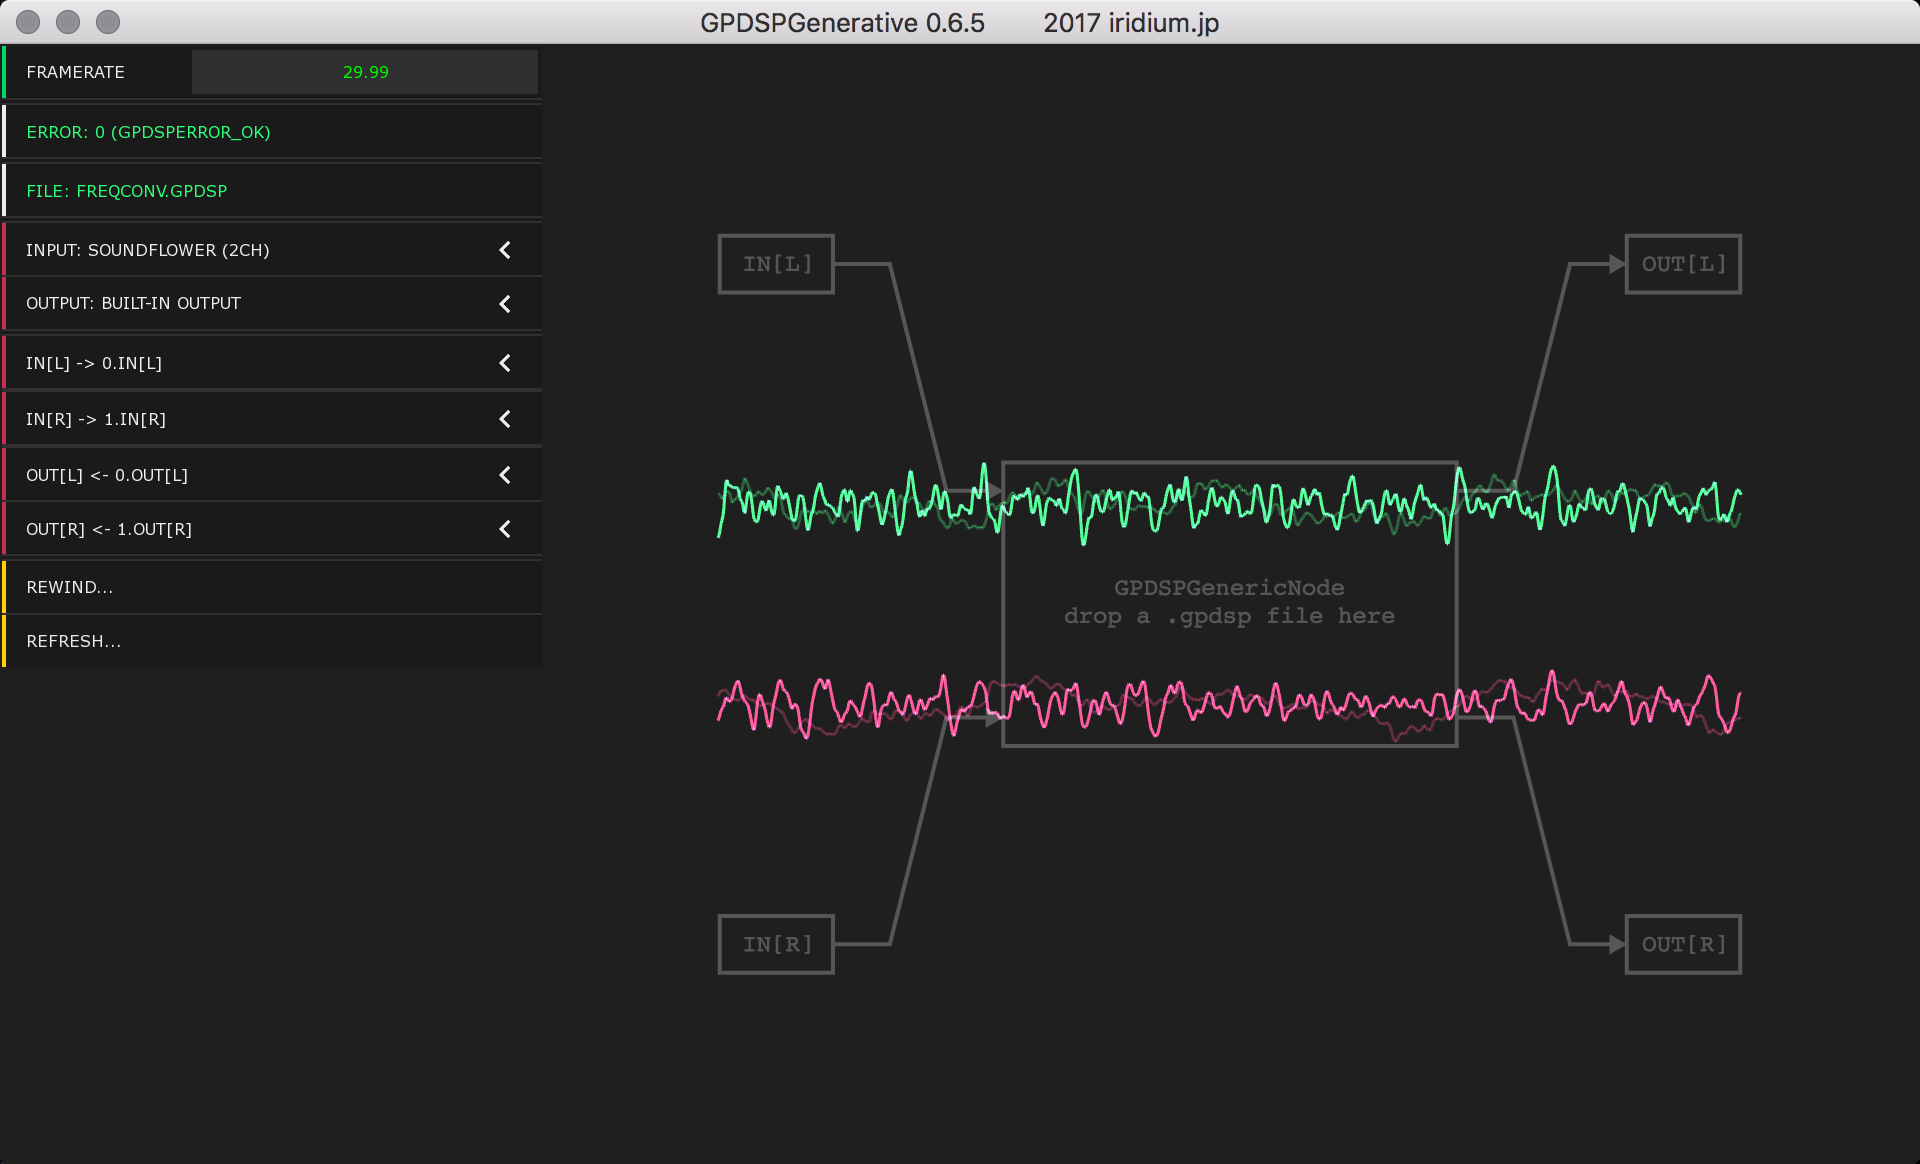 GPDSPGenerative 0.6.5 2017 iridium.jp
FRAMERATE 29.99
ERROR: 0 (GPDSPERROR_OK)
FILE: FREQCONV.GPDSP
INPUT: SOUNDFLOWER (2CH)
OUTPUT: BUILT-IN OUTPUT
IN[L] -> 0.IN[L]
IN[R] -> 1.IN[R]
OUT[L] <- 0.OUT[L]
OUT[R] <- 1.OUT[R]
REWIND...
REFRESH...
IN[L]
OUT[L]
GPDSPGenericNode
drop a .gpdsp file here
IN[R]
OUT[R]